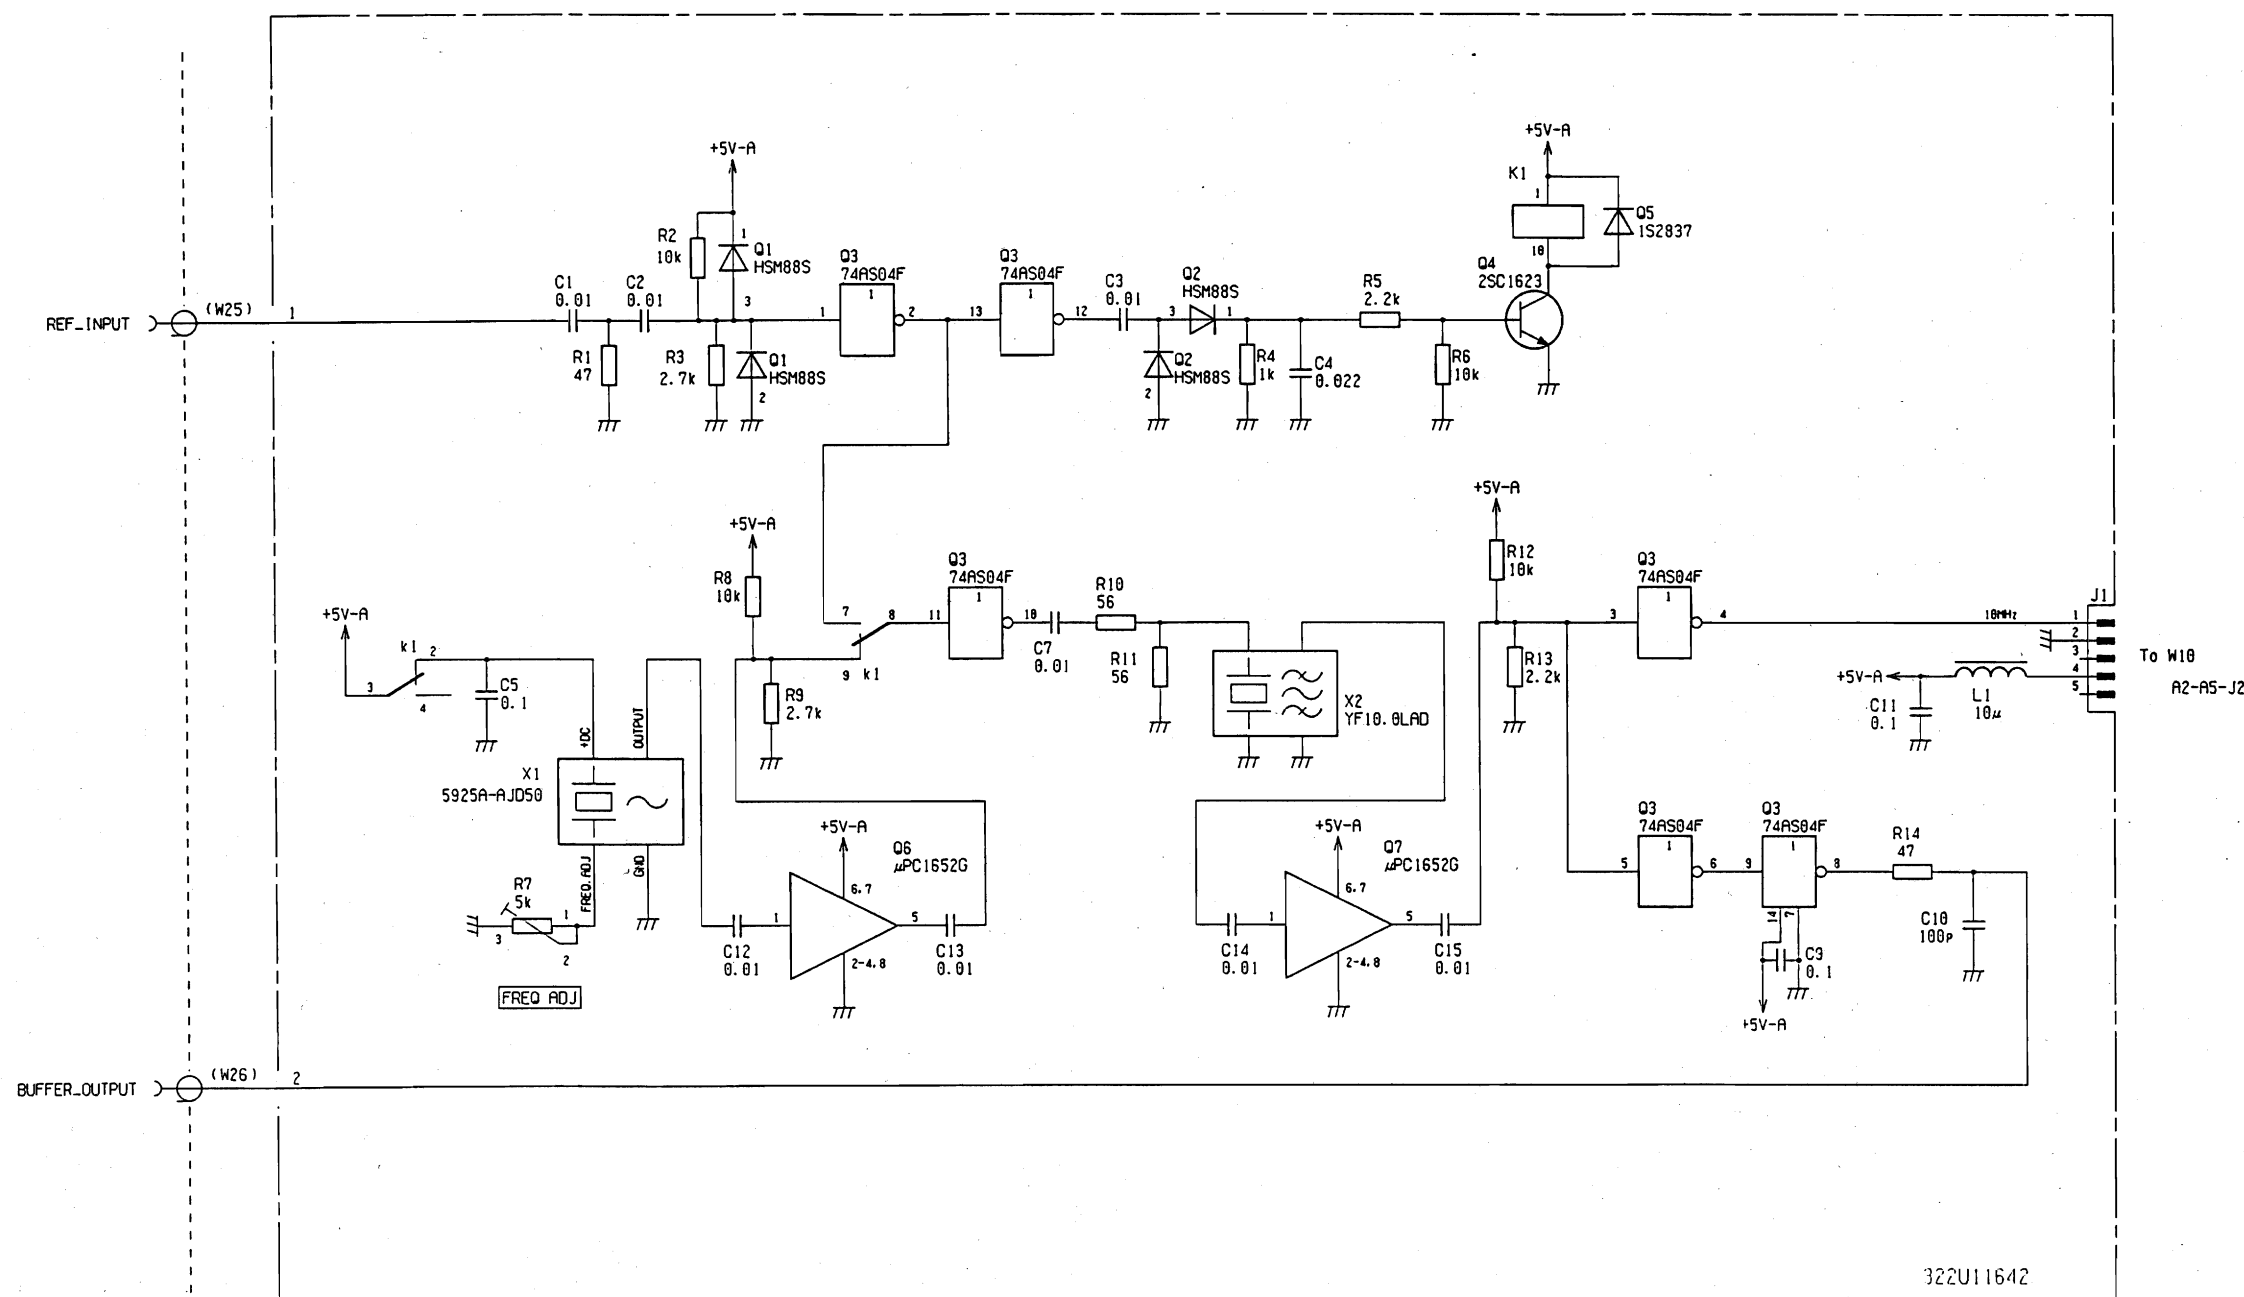 +5V-A
+5V-A
K1
1
Q5
1S2837
10
Q4
2SC1623
R2
10k
1
Q1
HSM88S
Q3
74AS04F
1
Q3
74AS04F
1
C1
0.01
C2
0.01
3
1
2
13
12
C3
0.01
Q2
HSM88S
3
1
R5
2.2k
REF_INPUT
(W25)
1
R1
47
R3
2.7k
Q1
HSM88S
2
Q2
HSM88S
2
R4
1k
C4
0.022
R6
10k
+5V-A
R8
10k
+5V-A
R12
10k
Q3
74AS04F
1
Q3
74AS04F
1
7
8
11
10
C7
0.01
R10
56
R11
56
9
k1
R9
2.7k
+5V-A
k1
2
3
4
C5
0.1
+DC
OUTPUT
X1
5925A-AJD50
FREQ.ADJ
GND
R7
5k
1
3
2
FREQ ADJ
X2
YF10.0LAD
R13
2.2k
3
4
10MHz
J1
1
2
3
4
5
To W10
A2-A5-J2
+5V-A
C11
0.1
L1
10μ
+5V-A
Q6
μPC1652G
6.7
1
5
2-4.8
C12
0.01
C13
0.01
+5V-A
Q7
μPC1652G
6.7
1
5
2-4.8
C14
0.01
C15
0.01
Q3
74AS04F
1
Q3
74AS04F
1
5
6
9
8
14
7
R14
47
C10
100p
C9
0.1
+5V-A
BUFFER_OUTPUT
(W26)
2
322U11642